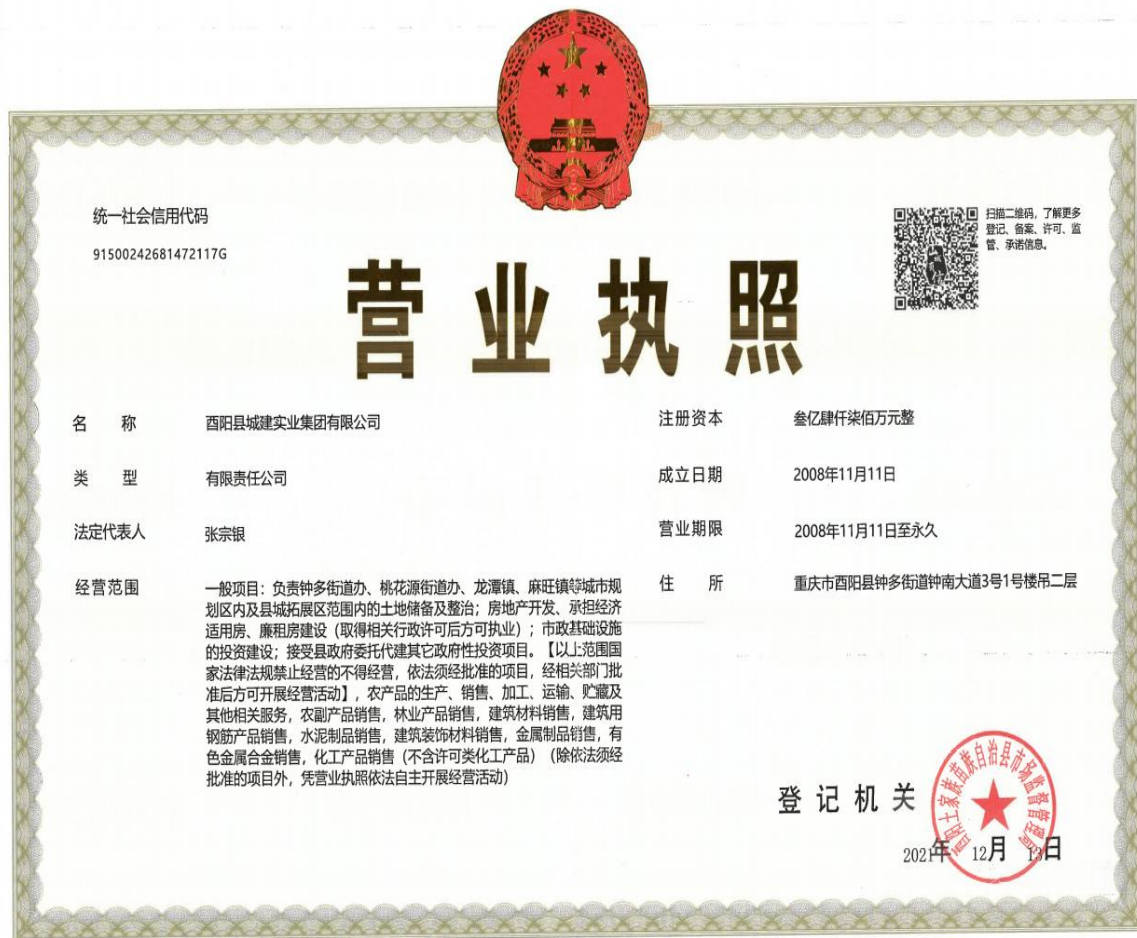 统一社会信用代码
91500242681472117G
扫描二维码，了解更多
登记、备案、许可、监
管、承诺信息。
营业执照
名称 酉阳县城建实业集团有限公司
类型 有限责任公司
法定代表人 张宗银
经营范围 一般项目：负责钟多街道办、桃花源街道办、龙潭镇、麻旺镇等城市规
划区内及县城拓展区范围内的土地储备及整治；房地产开发、承担经济
适用房、廉租房建设（取得相关行政许可后方可执业）；市政基础设施
的投资建设；接受县政府委托代建其它政府性投资项目。【以上范围国
家法律法规禁止经营的不得经营，依法须经批准的项目，经相关部门批
准后方可开展经营活动】，农产品的生产、销售、加工、运输、贮藏及
其他相关服务，农副产品销售，林业产品销售，建筑材料销售，建筑用
钢筋产品销售，水泥制品销售，建筑装饰材料销售，金属制品销售，有
色金属合金销售，化工产品销售（不含许可类化工产品）（除依法须经
批准的项目外，凭营业执照依法自主开展经营活动）
注册资本 叁亿肆仟柒佰万元整
成立日期 2008年11月11日
营业期限 2008年11月11日至永久
住所 重庆市酉阳县钟多街道钟南大道3号1号楼吊二层
登记机关
酉阳土家族苗族自治县市场监督管理局
2021年 12月 13日